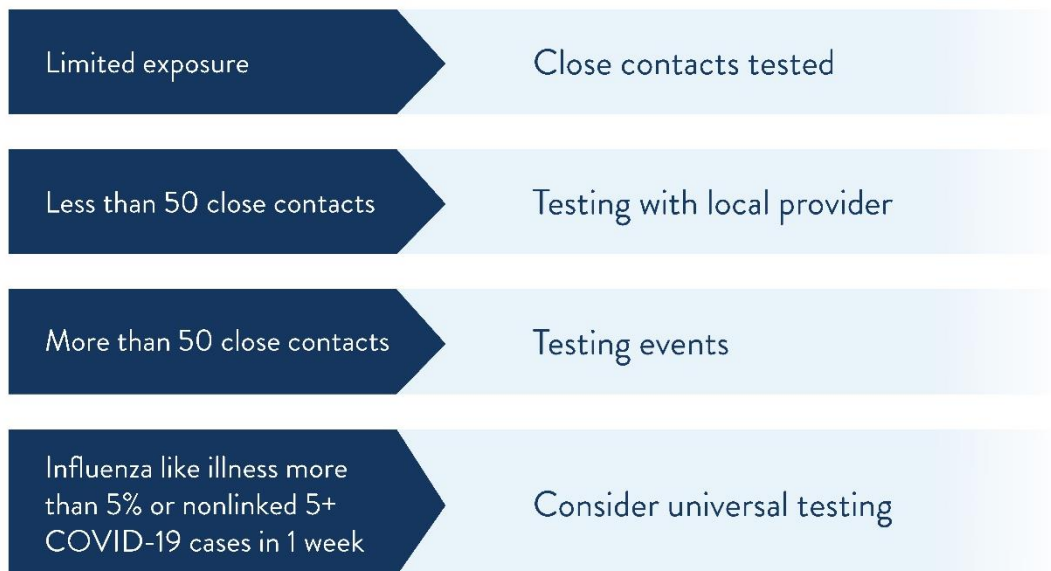 Limited exposure
Close contacts tested
Less than 50 close contacts
Testing with local provider
More than 50 close contacts
Testing events
Influenza like illness more
than 5% or nonlinked 5+
COVID-19 cases in 1 week
Consider universal testing